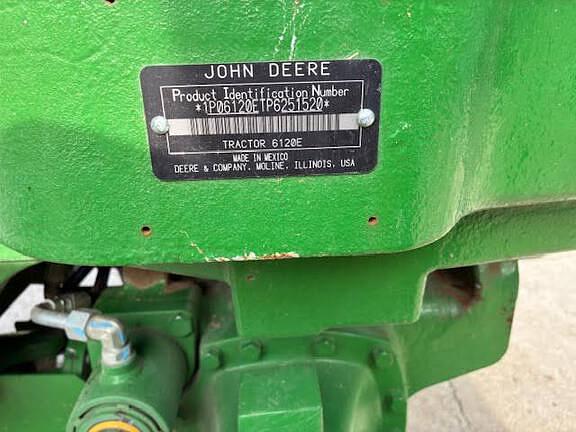 JOHN DEERE
Product Identification Number
*1P06120ETP6251520*
TRACTOR 6120E
MADE IN MEXICO
DEERE & COMPANY. MOLINE, ILLINOIS, USA